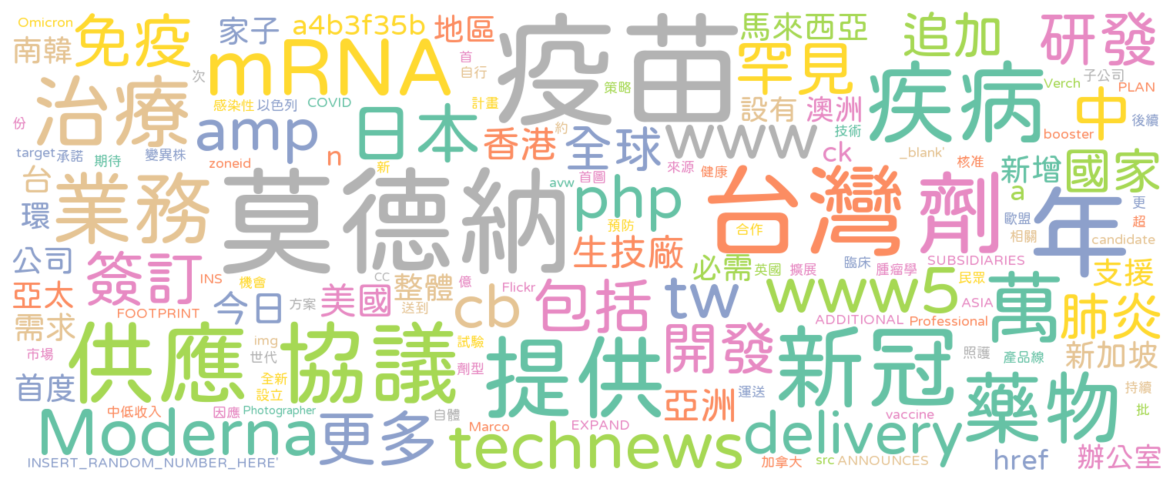 Omicron
免疫
家子
a4b3f35b
地區
首
疫苗
馬來西亞
追加
研發
南韓
mRNA
自行
罕見
疾病
子公司
次
策略
Verch
PLAN
治療
感染性
以色列
COVID
計畫
設有
澳洲
中
後續
份
amp
日本
約
www
技術
booster
target
承諾
變異株
期待
n
香港
全球
ck
_blank'
核准
zoneid
新
首圖
來源
健康
新增
國家
台
業務
莫德納
avw
php
台灣
劑
a
年
更
環
預防
合作
歐盟
超
相關
candidate
公司
簽訂
生技廠
必需
英國
擴展
臨床
腫瘤學
SUBSIDIARIES
民眾
支援
INS
機會
CC
億
亞太
美國
整體
Flickr
包括
tw
www5
ASIA
萬
肺炎
FOOTPRINT
今日
方案
送到
cb
需求
供應
協議
提供
開發
ADDITIONAL
Professional
新冠
市場
img
世代
試驗
照護
產品線
新加坡
首度
全新
設立
劑型
運送
藥物
持續
中低收入
因應
Photographer
自體
亞洲
vaccine
批
Moderna
更多
Marco
EXPAND
technews
delivery
INSERT_RANDOM_NUMBER_HERE'
加拿大
src
ANNOUNCES
href
辦公室